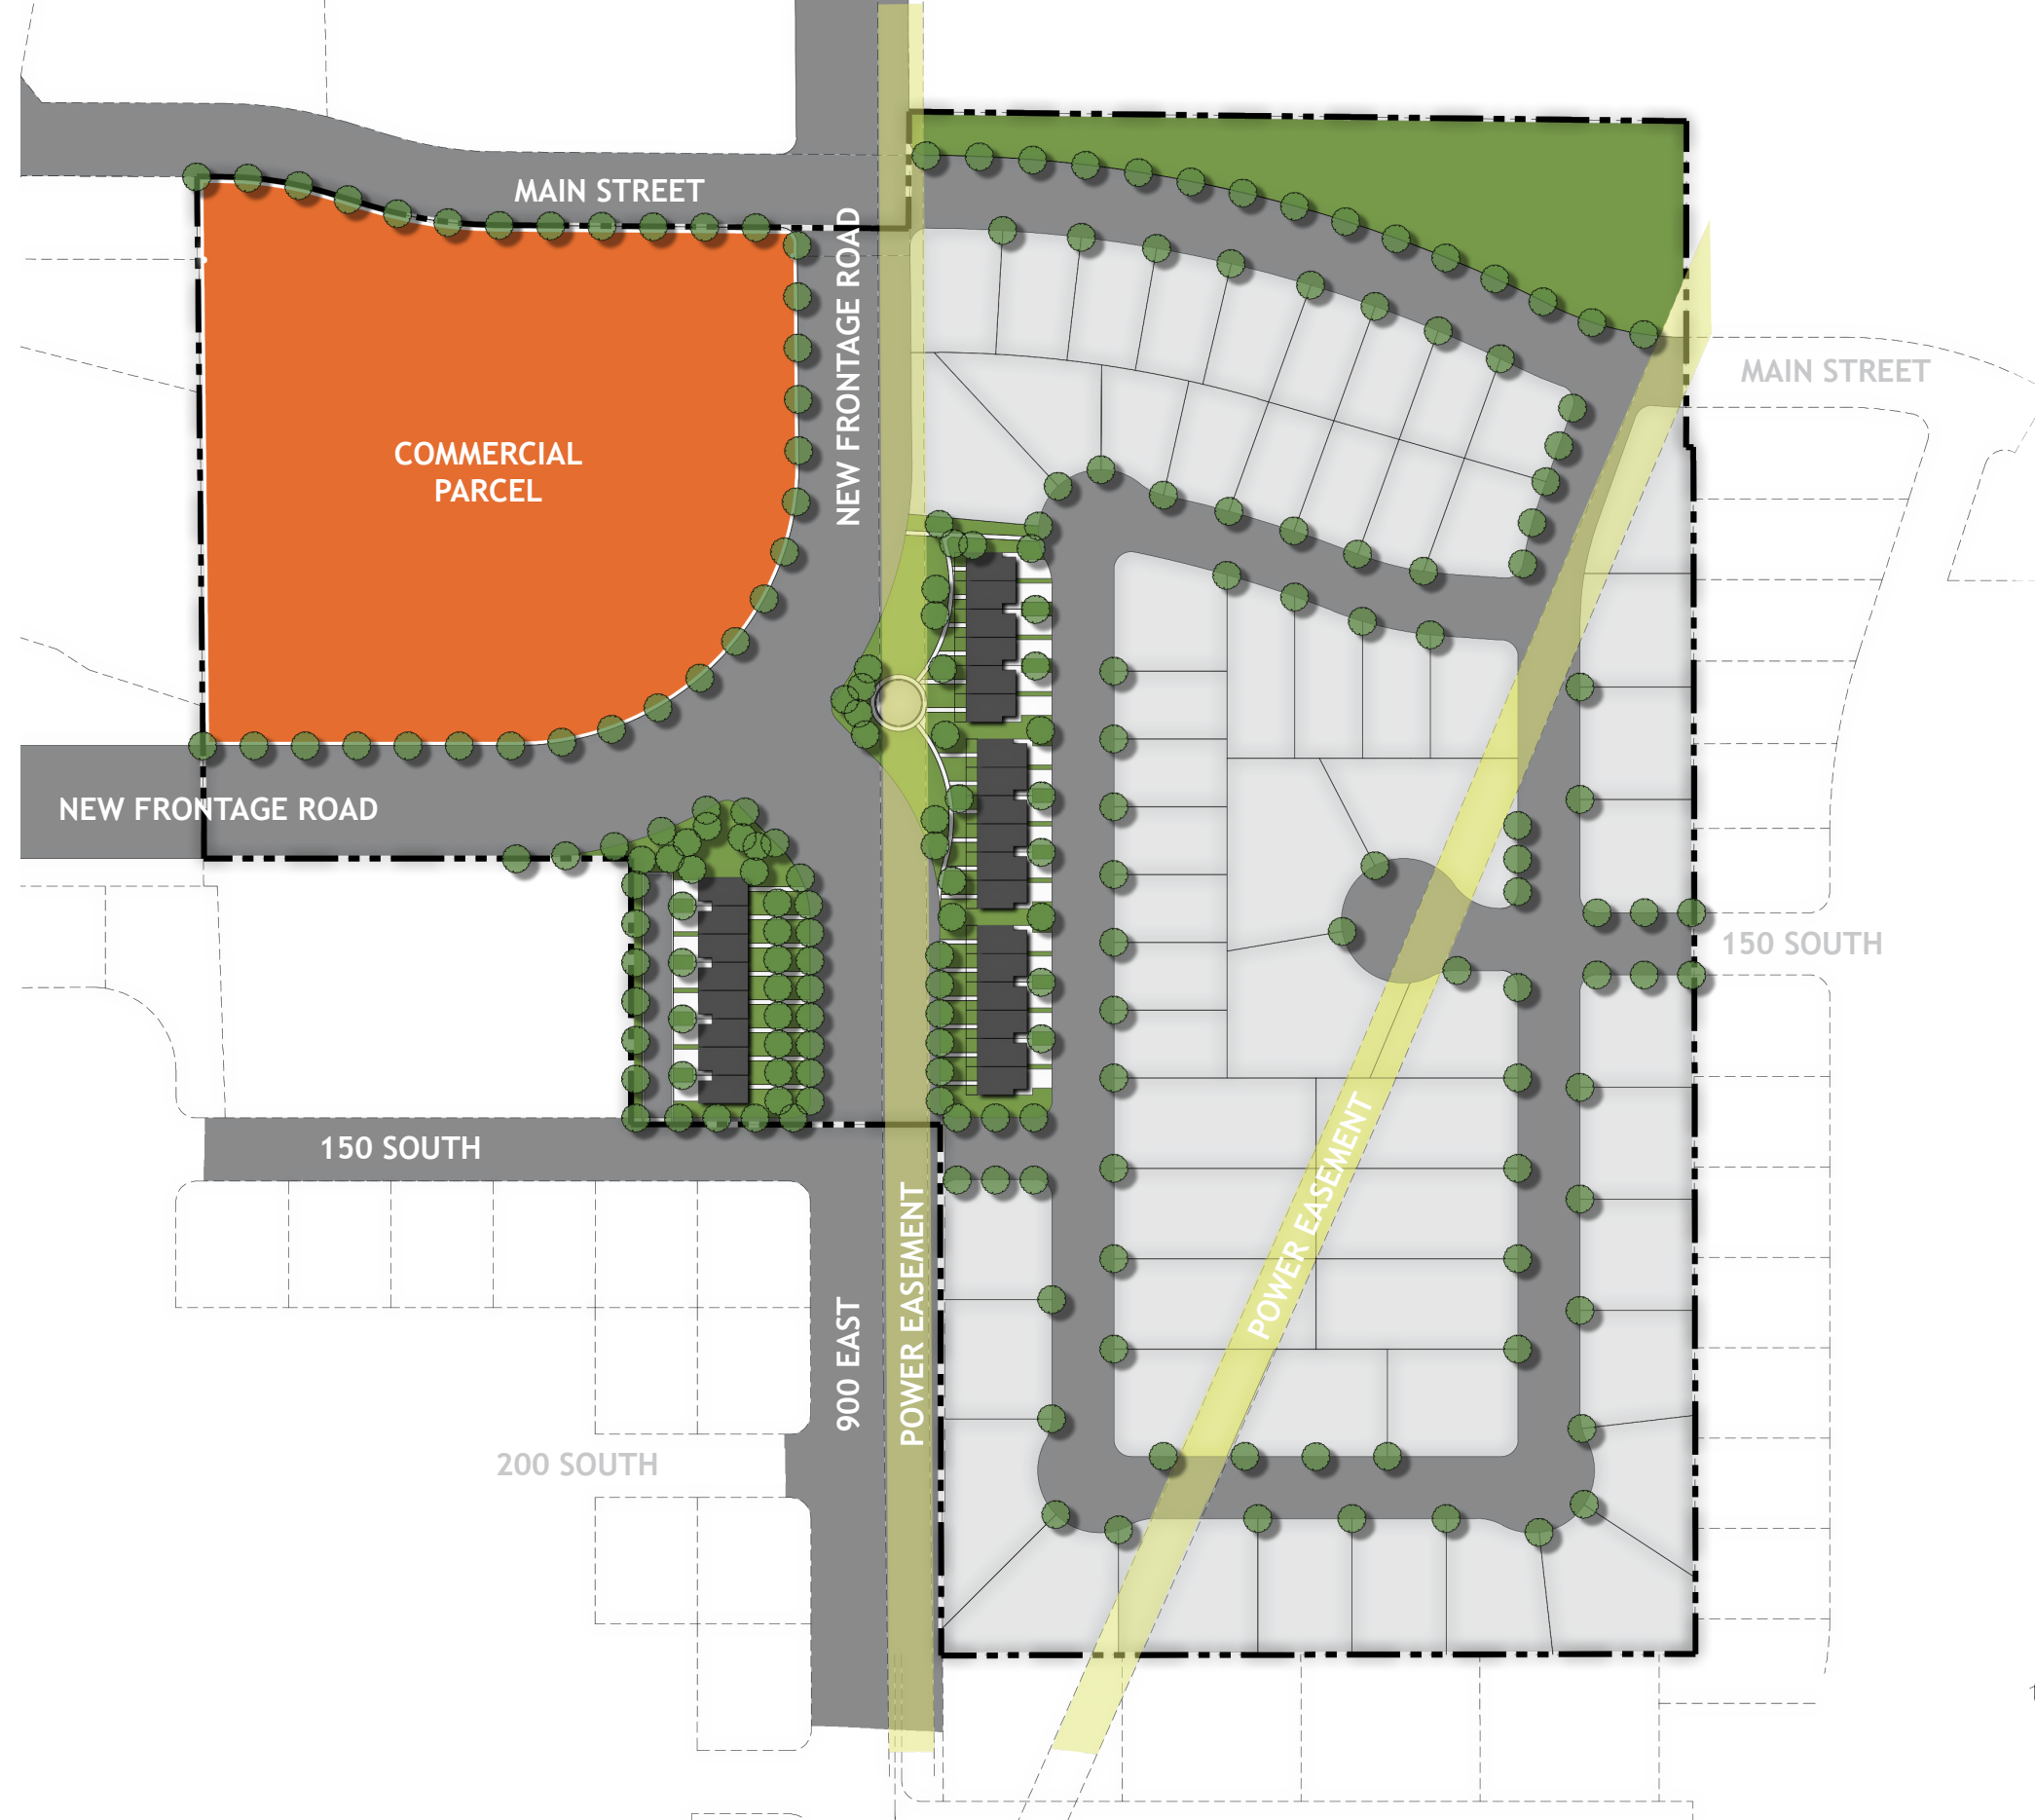 MAIN STREET
NEW FRONTAGE ROAD
MAIN STREET
COMMERCIAL
PARCEL
NEW FRONTAGE ROAD
150 SOUTH
150 SOUTH
POWER EASEMENT
POWER EASEMENT
900 EAST
200 SOUTH